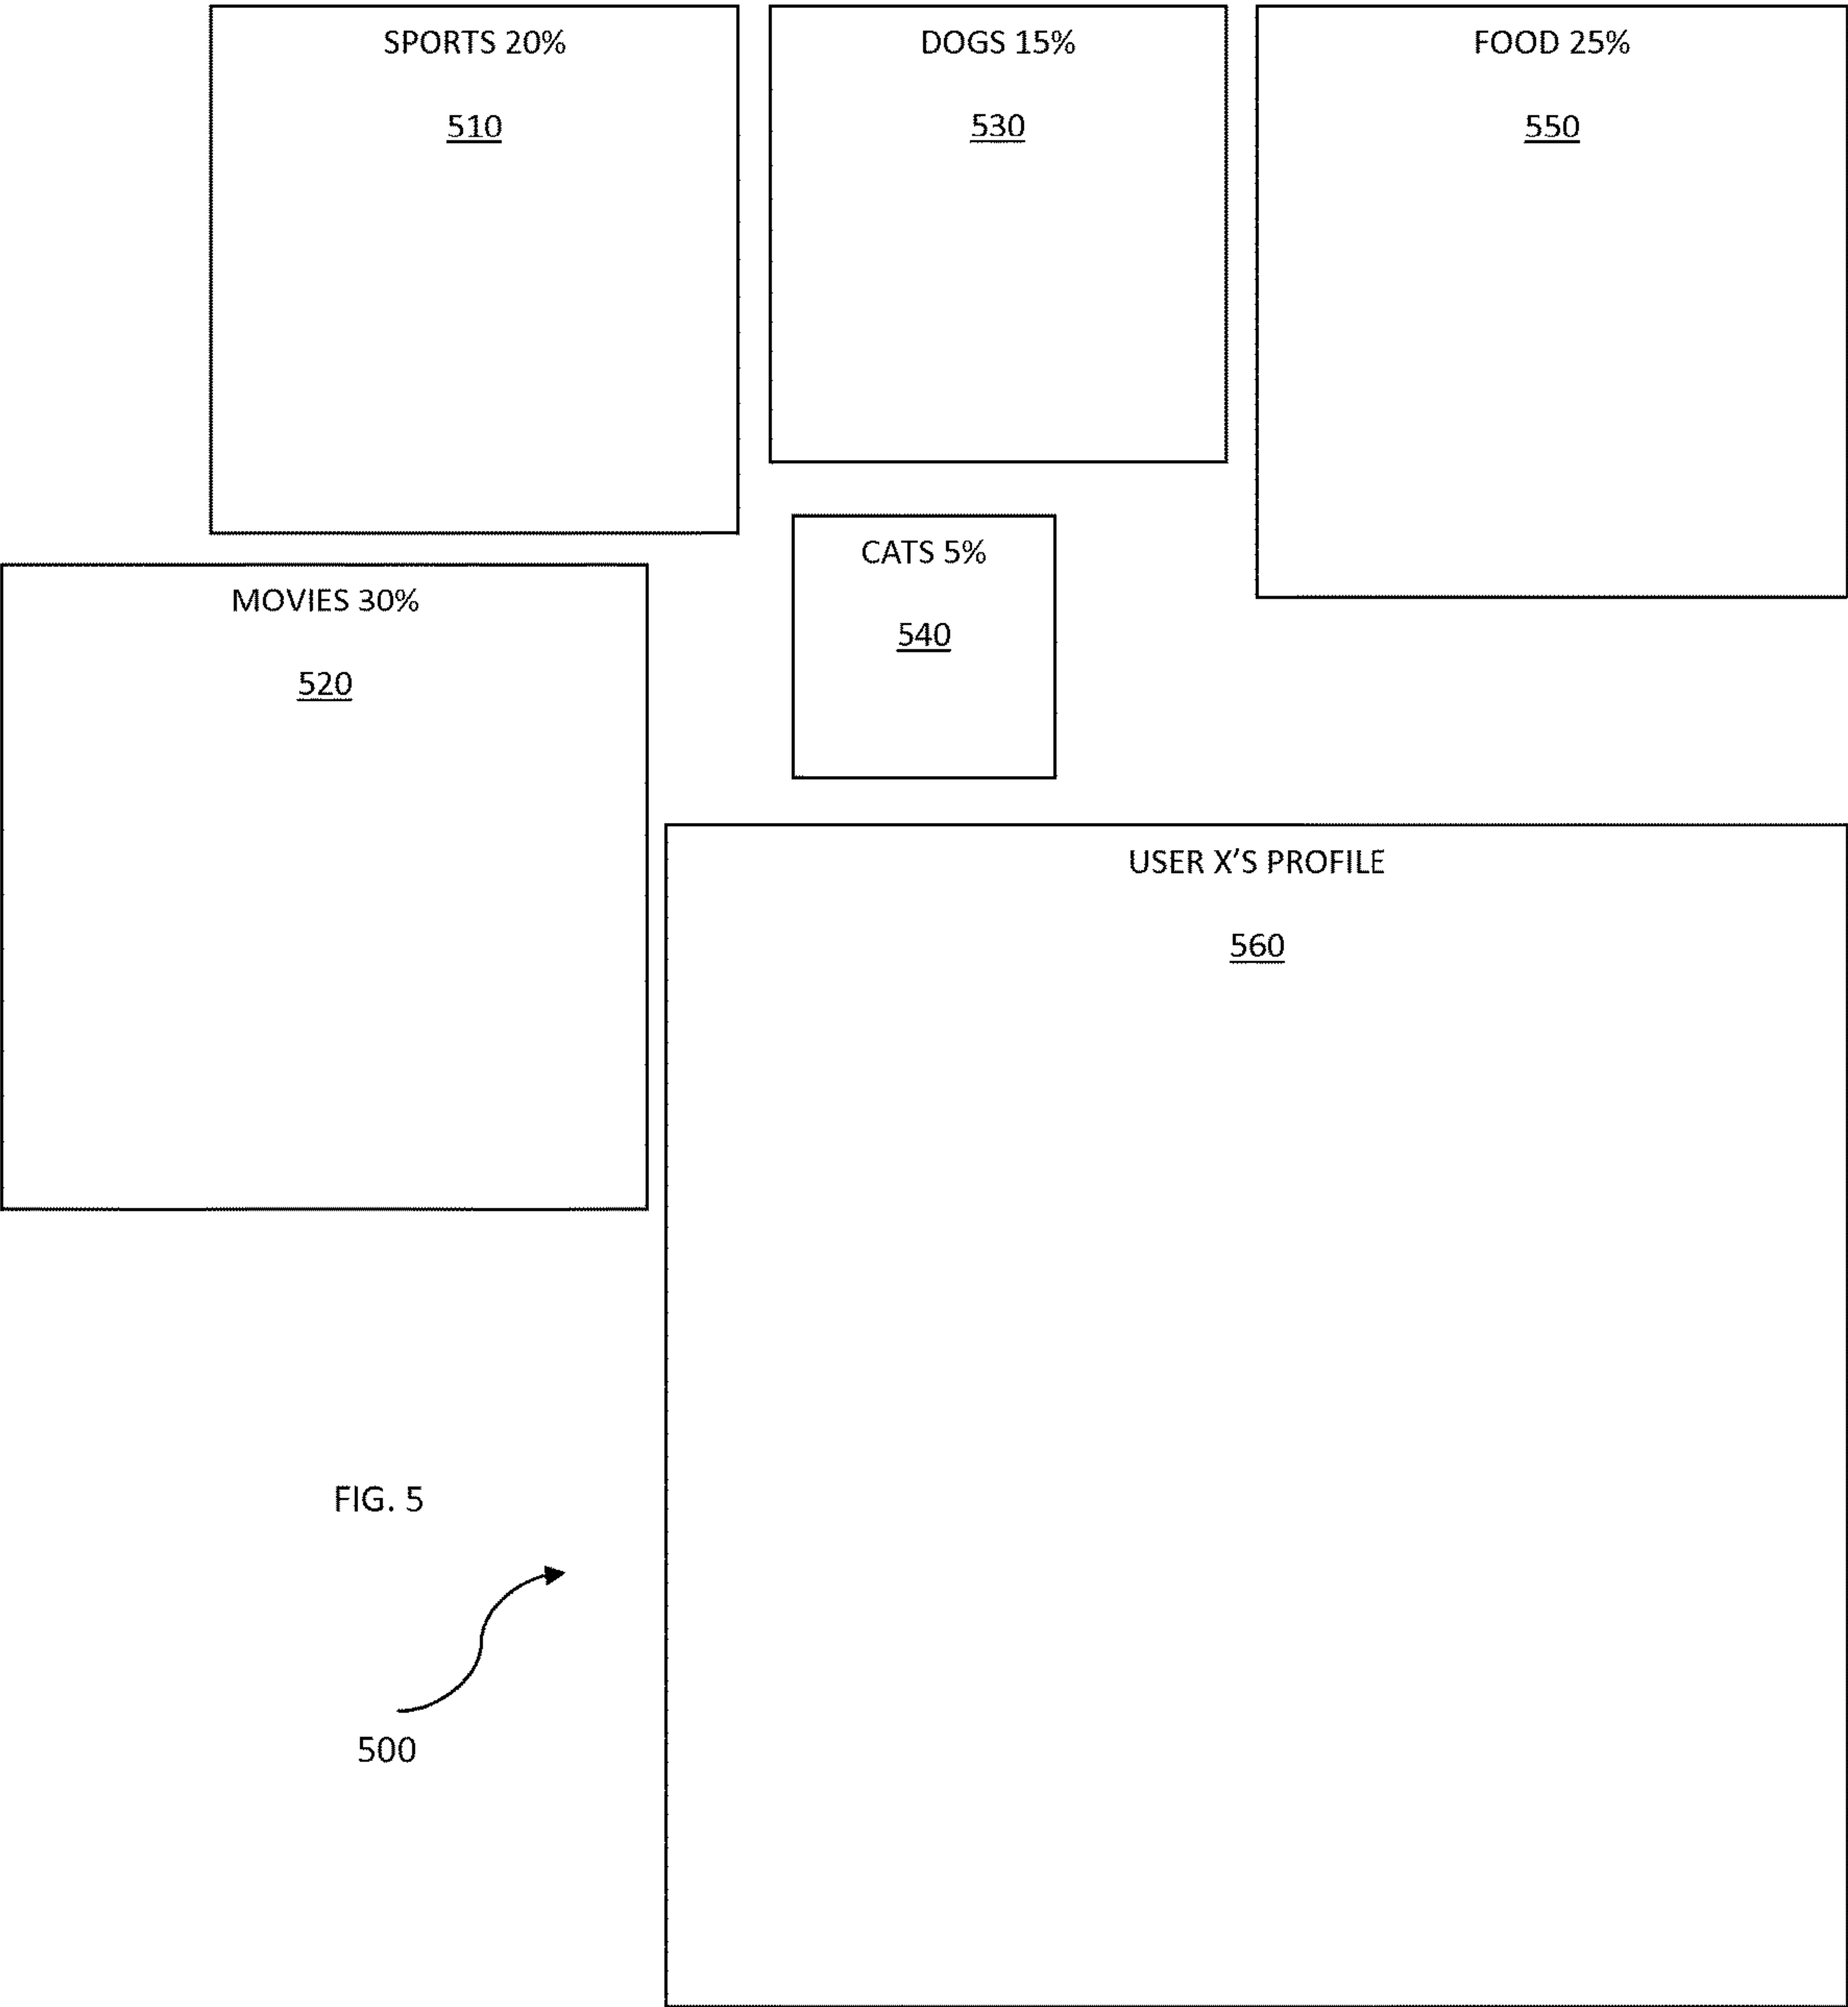 SPORTS 20%
510
DOGS 15%
530
FOOD 25%
550
CATS 5%
540
MOVIES 30%
520
USER X'S PROFILE
560
FIG. 5
500